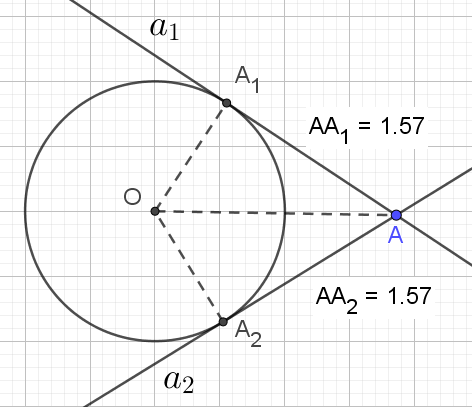 a₁
A₁
AA₁ = 1.57
O
A
AA₂ = 1.57
A₂
a₂